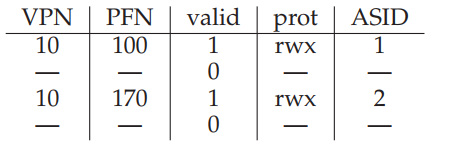 VPN PFN valid prot ASID
10 100 1 rwx 1
— — 0 — —
10 170 1 rwx 2
— — 0 — —